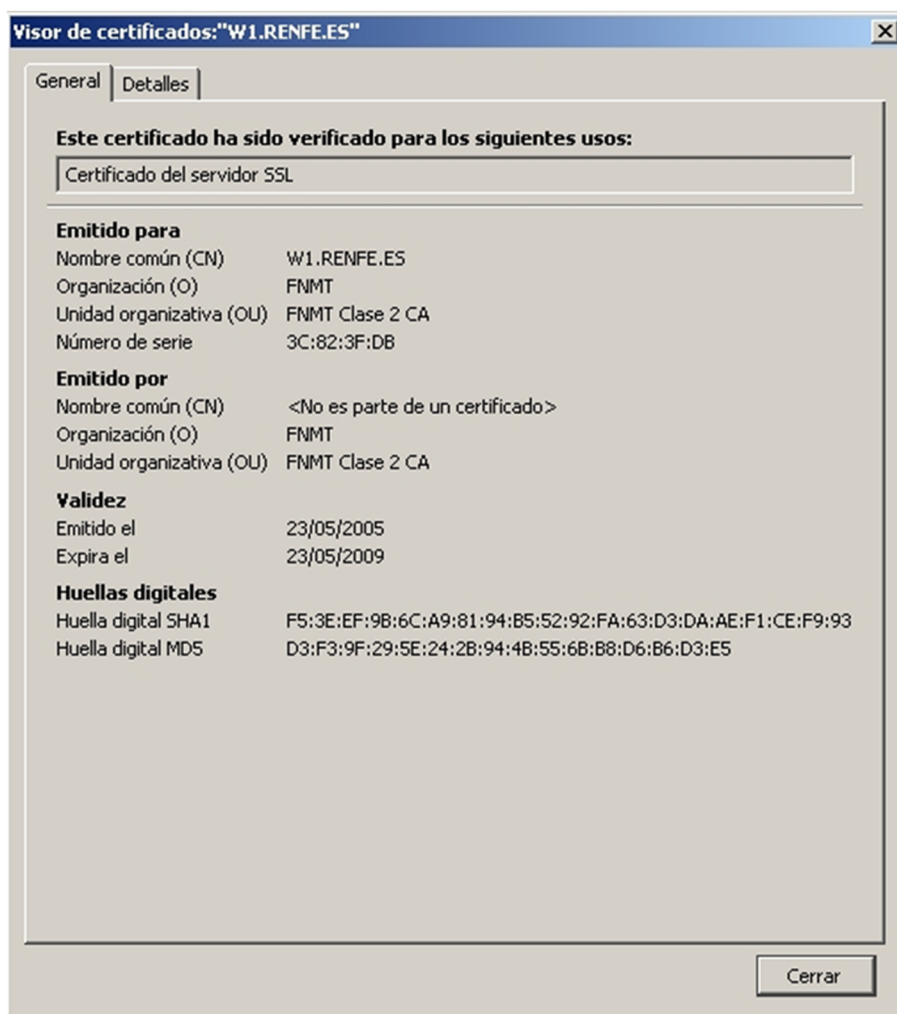 Visor de certificados:"W1.RENFE.ES"
General Detalles
Este certificado ha sido verificado para los siguientes usos:
Certificado del servidor SSL
Emitido para
Nombre común (CN) W1.RENFE.ES
Organización (O) FNMT
Unidad organizativa (OU) FNMT Clase 2 CA
Número de serie 3C:82:3F:DB
Emitido por
Nombre común (CN) <No es parte de un certificado>
Organización (O) FNMT
Unidad organizativa (OU) FNMT Clase 2 CA
Validez
Emitido el 23/05/2005
Expira el 23/05/2009
Huellas digitales
Huella digital SHA1 F5:3E:EF:9B:6C:A9:81:94:B5:52:92:FA:63:D3:DA:AE:F1:CE:F9:93
Huella digital MD5 D3:F3:9F:29:5E:24:2B:94:4B:55:6B:B8:D6:B6:D3:E5
Cerrar